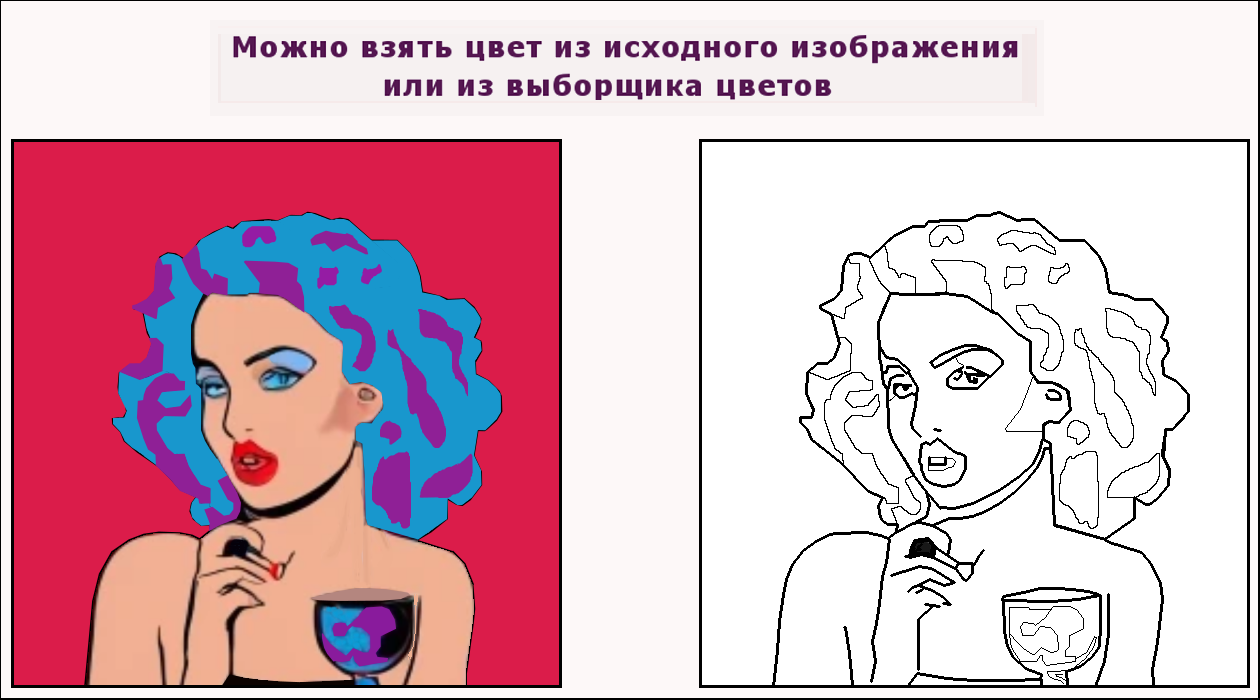 Можно взять цвет из исходного изображения
или из выборщика цветов